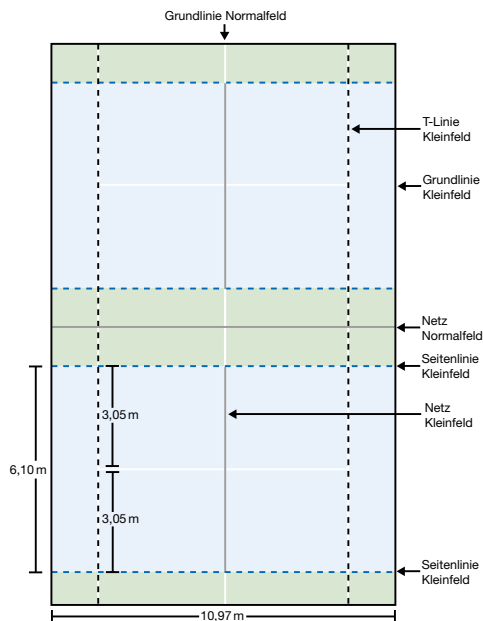 Grundlinie Normalfeld
T-Linie
Kleinfeld
Grundlinie
Kleinfeld
Netz
Normalfeld
Seitenlinie
Kleinfeld
Netz
Kleinfeld
3,05 m
6,10 m
3,05 m
Seitenlinie
Kleinfeld
10,97 m